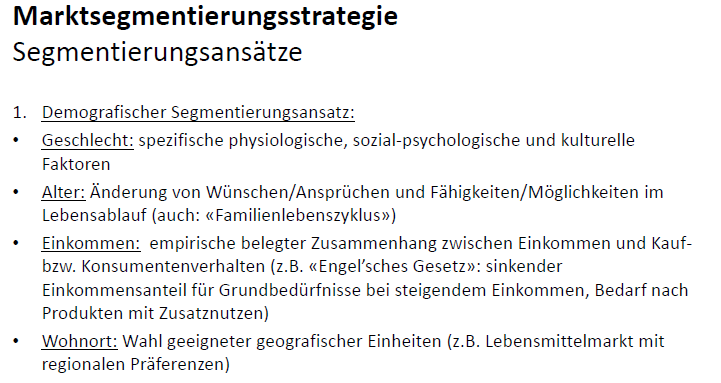 Marktsegmentierungsstrategie
Segmentierungsansätze
1. Demografischer Segmentierungsansatz:
• Geschlecht: spezifische physiologische, sozial-psychologische und kulturelle
Faktoren
• Alter: Änderung von Wünschen/Ansprüchen und Fähigkeiten/Möglichkeiten im
Lebensablauf (auch: «Familienlebenszyklus»)
• Einkommen: empirische belegter Zusammenhang zwischen Einkommen und Kauf-
bzw. Konsumentenverhalten (z.B. «Engel’sches Gesetz»: sinkender
Einkommensanteil für Grundbedürfnisse bei steigendem Einkommen, Bedarf nach
Produkten mit Zusatznutzen)
• Wohnort: Wahl geeigneter geografischer Einheiten (z.B. Lebensmittelmarkt mit
regionalen Präferenzen)